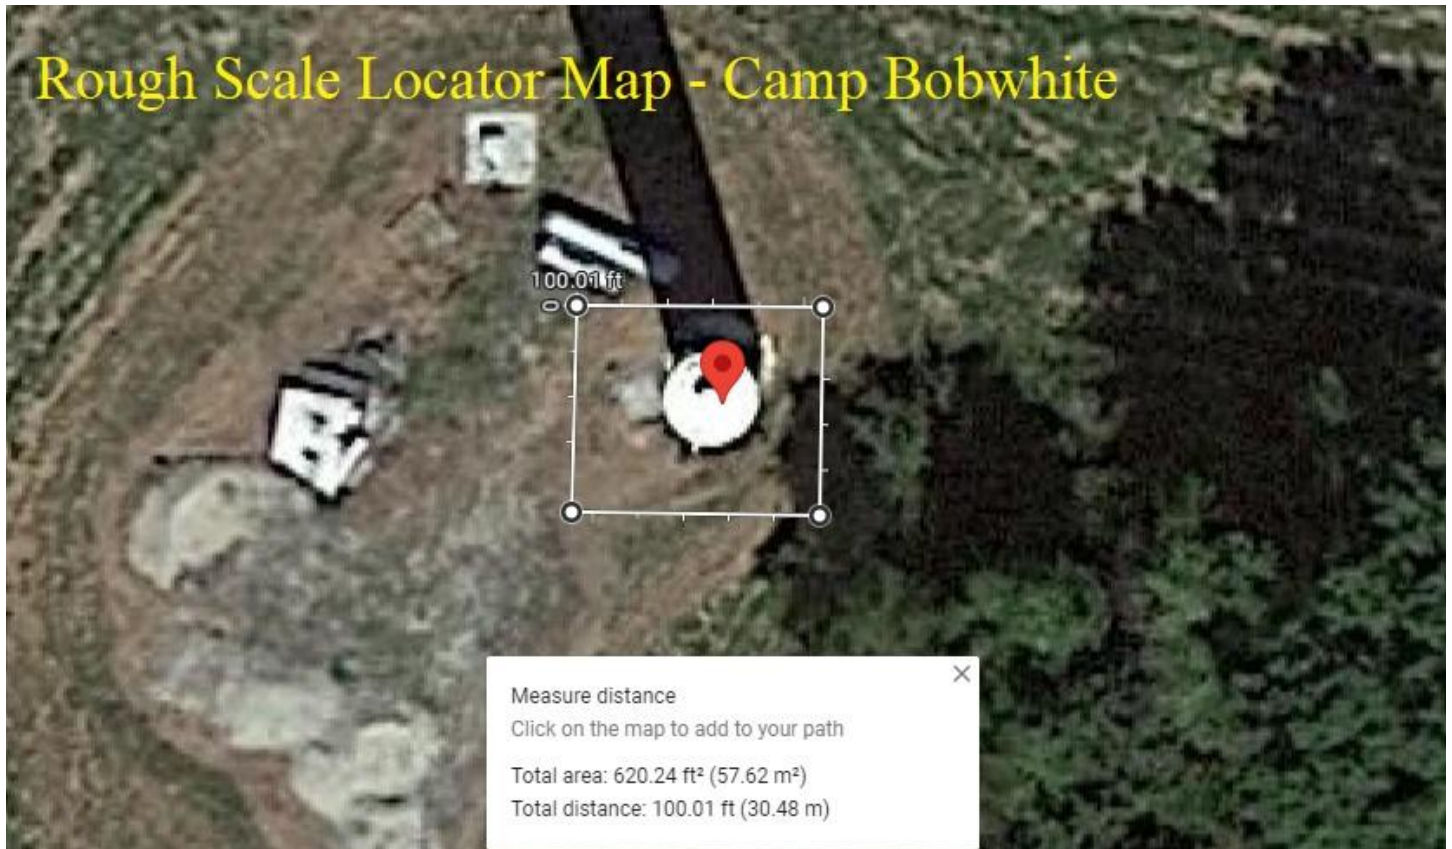 Rough Scale Locator Map - Camp Bobwhite
100.01 ft
Measure distance
Click on the map to add to your path
Total area: 620.24 ft² (57.62 m²)
Total distance: 100.01 ft (30.48 m)